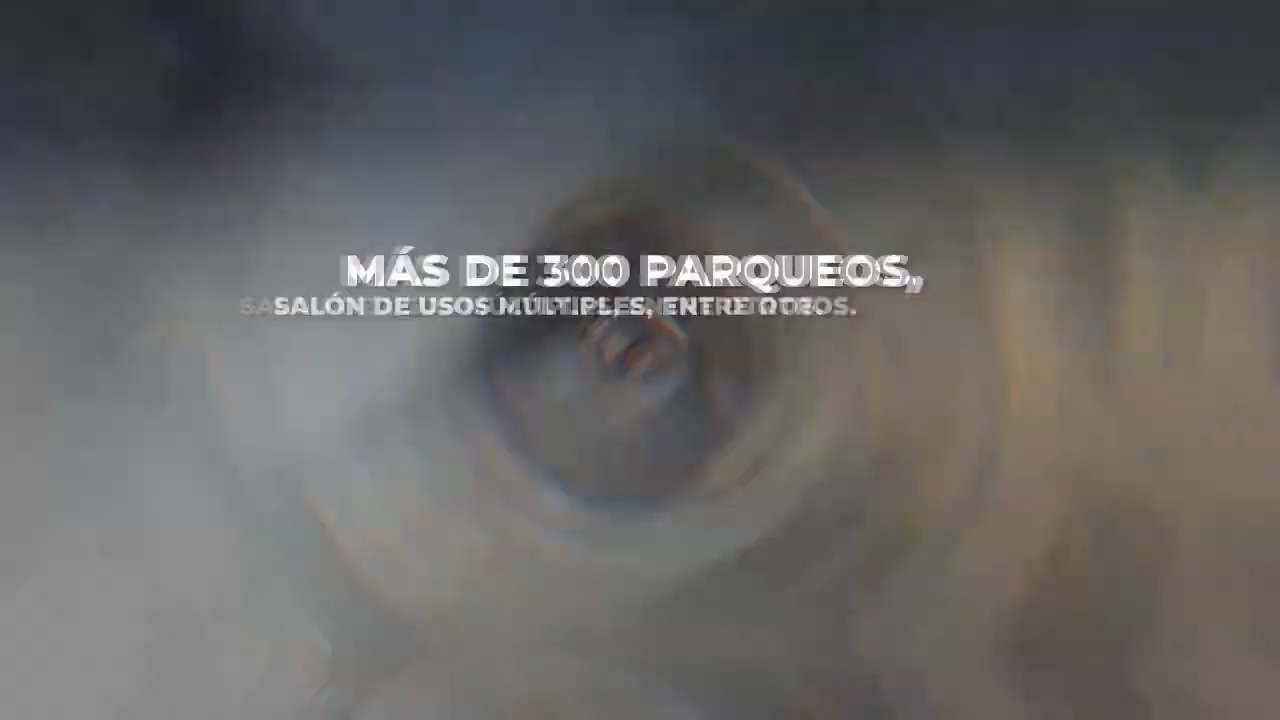 MÁS DE 300 PARQUEOS,
SALÓN DE USOS MÚLTIPLES, ENTRE OTROS.